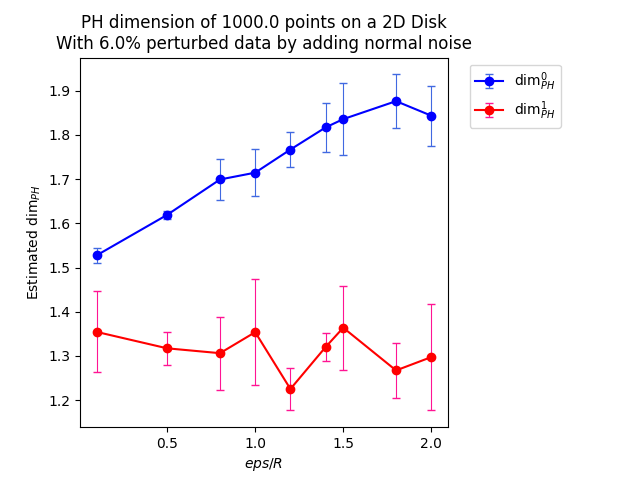 PH dimension of 1000.0 points on a 2D Disk
With 6.0% perturbed data by adding normal noise
dim⁰_PH
dim¹_PH
Estimated dim_PH
1.9
1.8
1.7
1.6
1.5
1.4
1.3
1.2
0.5 1.0 1.5 2.0
eps/R